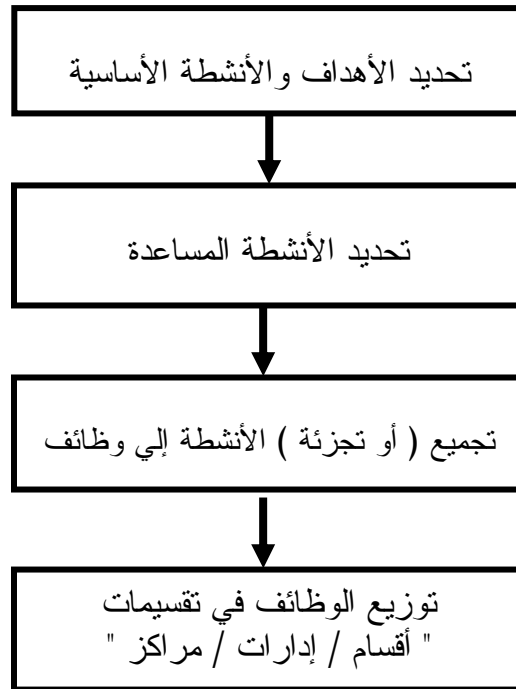 تحديد الأهداف والأنشطة الأساسية
تحديد الأنشطة المساعدة
تجميع ( أو تجزئة ) الأنشطة إلي وظائف
توزيع الوظائف في تقسيمات
" أقسام / إدارات / مراكز "